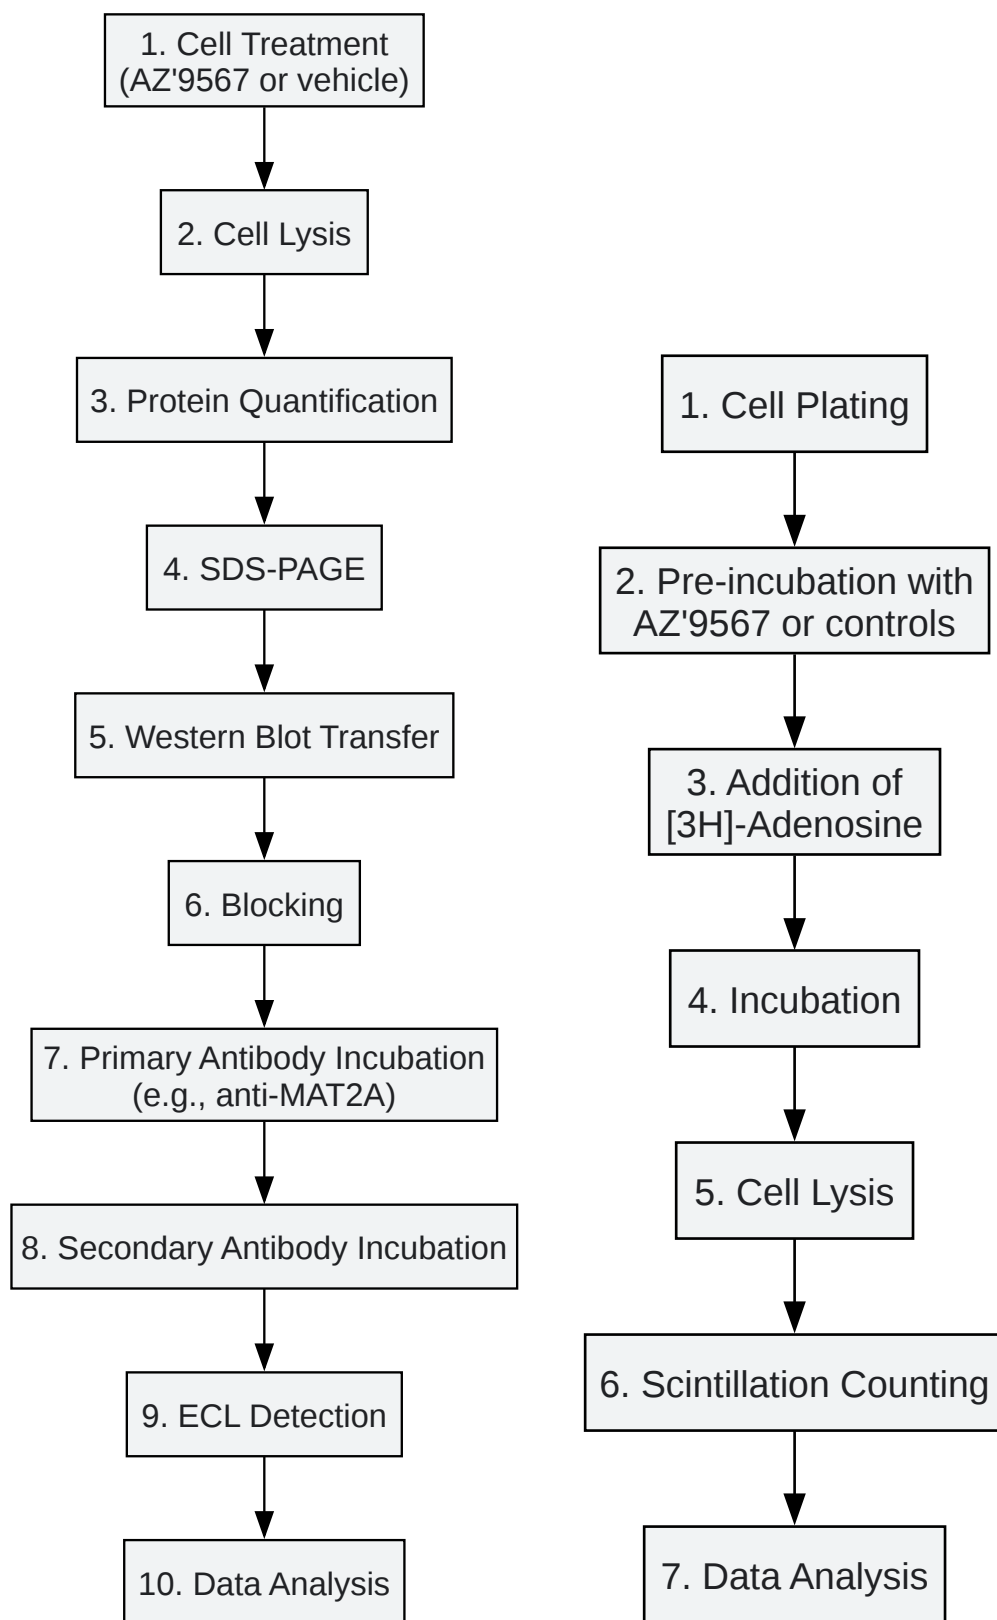 1. Cell Treatment
(AZ'9567 or vehicle)
2. Cell Lysis
3. Protein Quantification
4. SDS-PAGE
5. Western Blot Transfer
6. Blocking
7. Primary Antibody Incubation
(e.g., anti-MAT2A)
8. Secondary Antibody Incubation
9. ECL Detection
10. Data Analysis
1. Cell Plating
2. Pre-incubation with
AZ'9567 or controls
3. Addition of
[3H]-Adenosine
4. Incubation
5. Cell Lysis
6. Scintillation Counting
7. Data Analysis